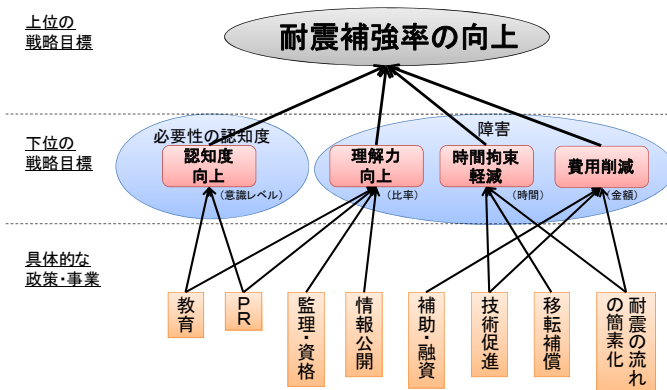 上位の
戦略目標
耐震補強率の向上
下位の
戦略目標
必要性の認知度
障害
認知度
向上
(意識レベル)
理解力
向上
(比率)
時間拘束
軽減
(時間)
費用削減
(金額)
具体的な
政策・事業
教育
PR
監理・資格
情報公開
補助・融資
技術促進
移転補償
耐震の流れ
の簡素化